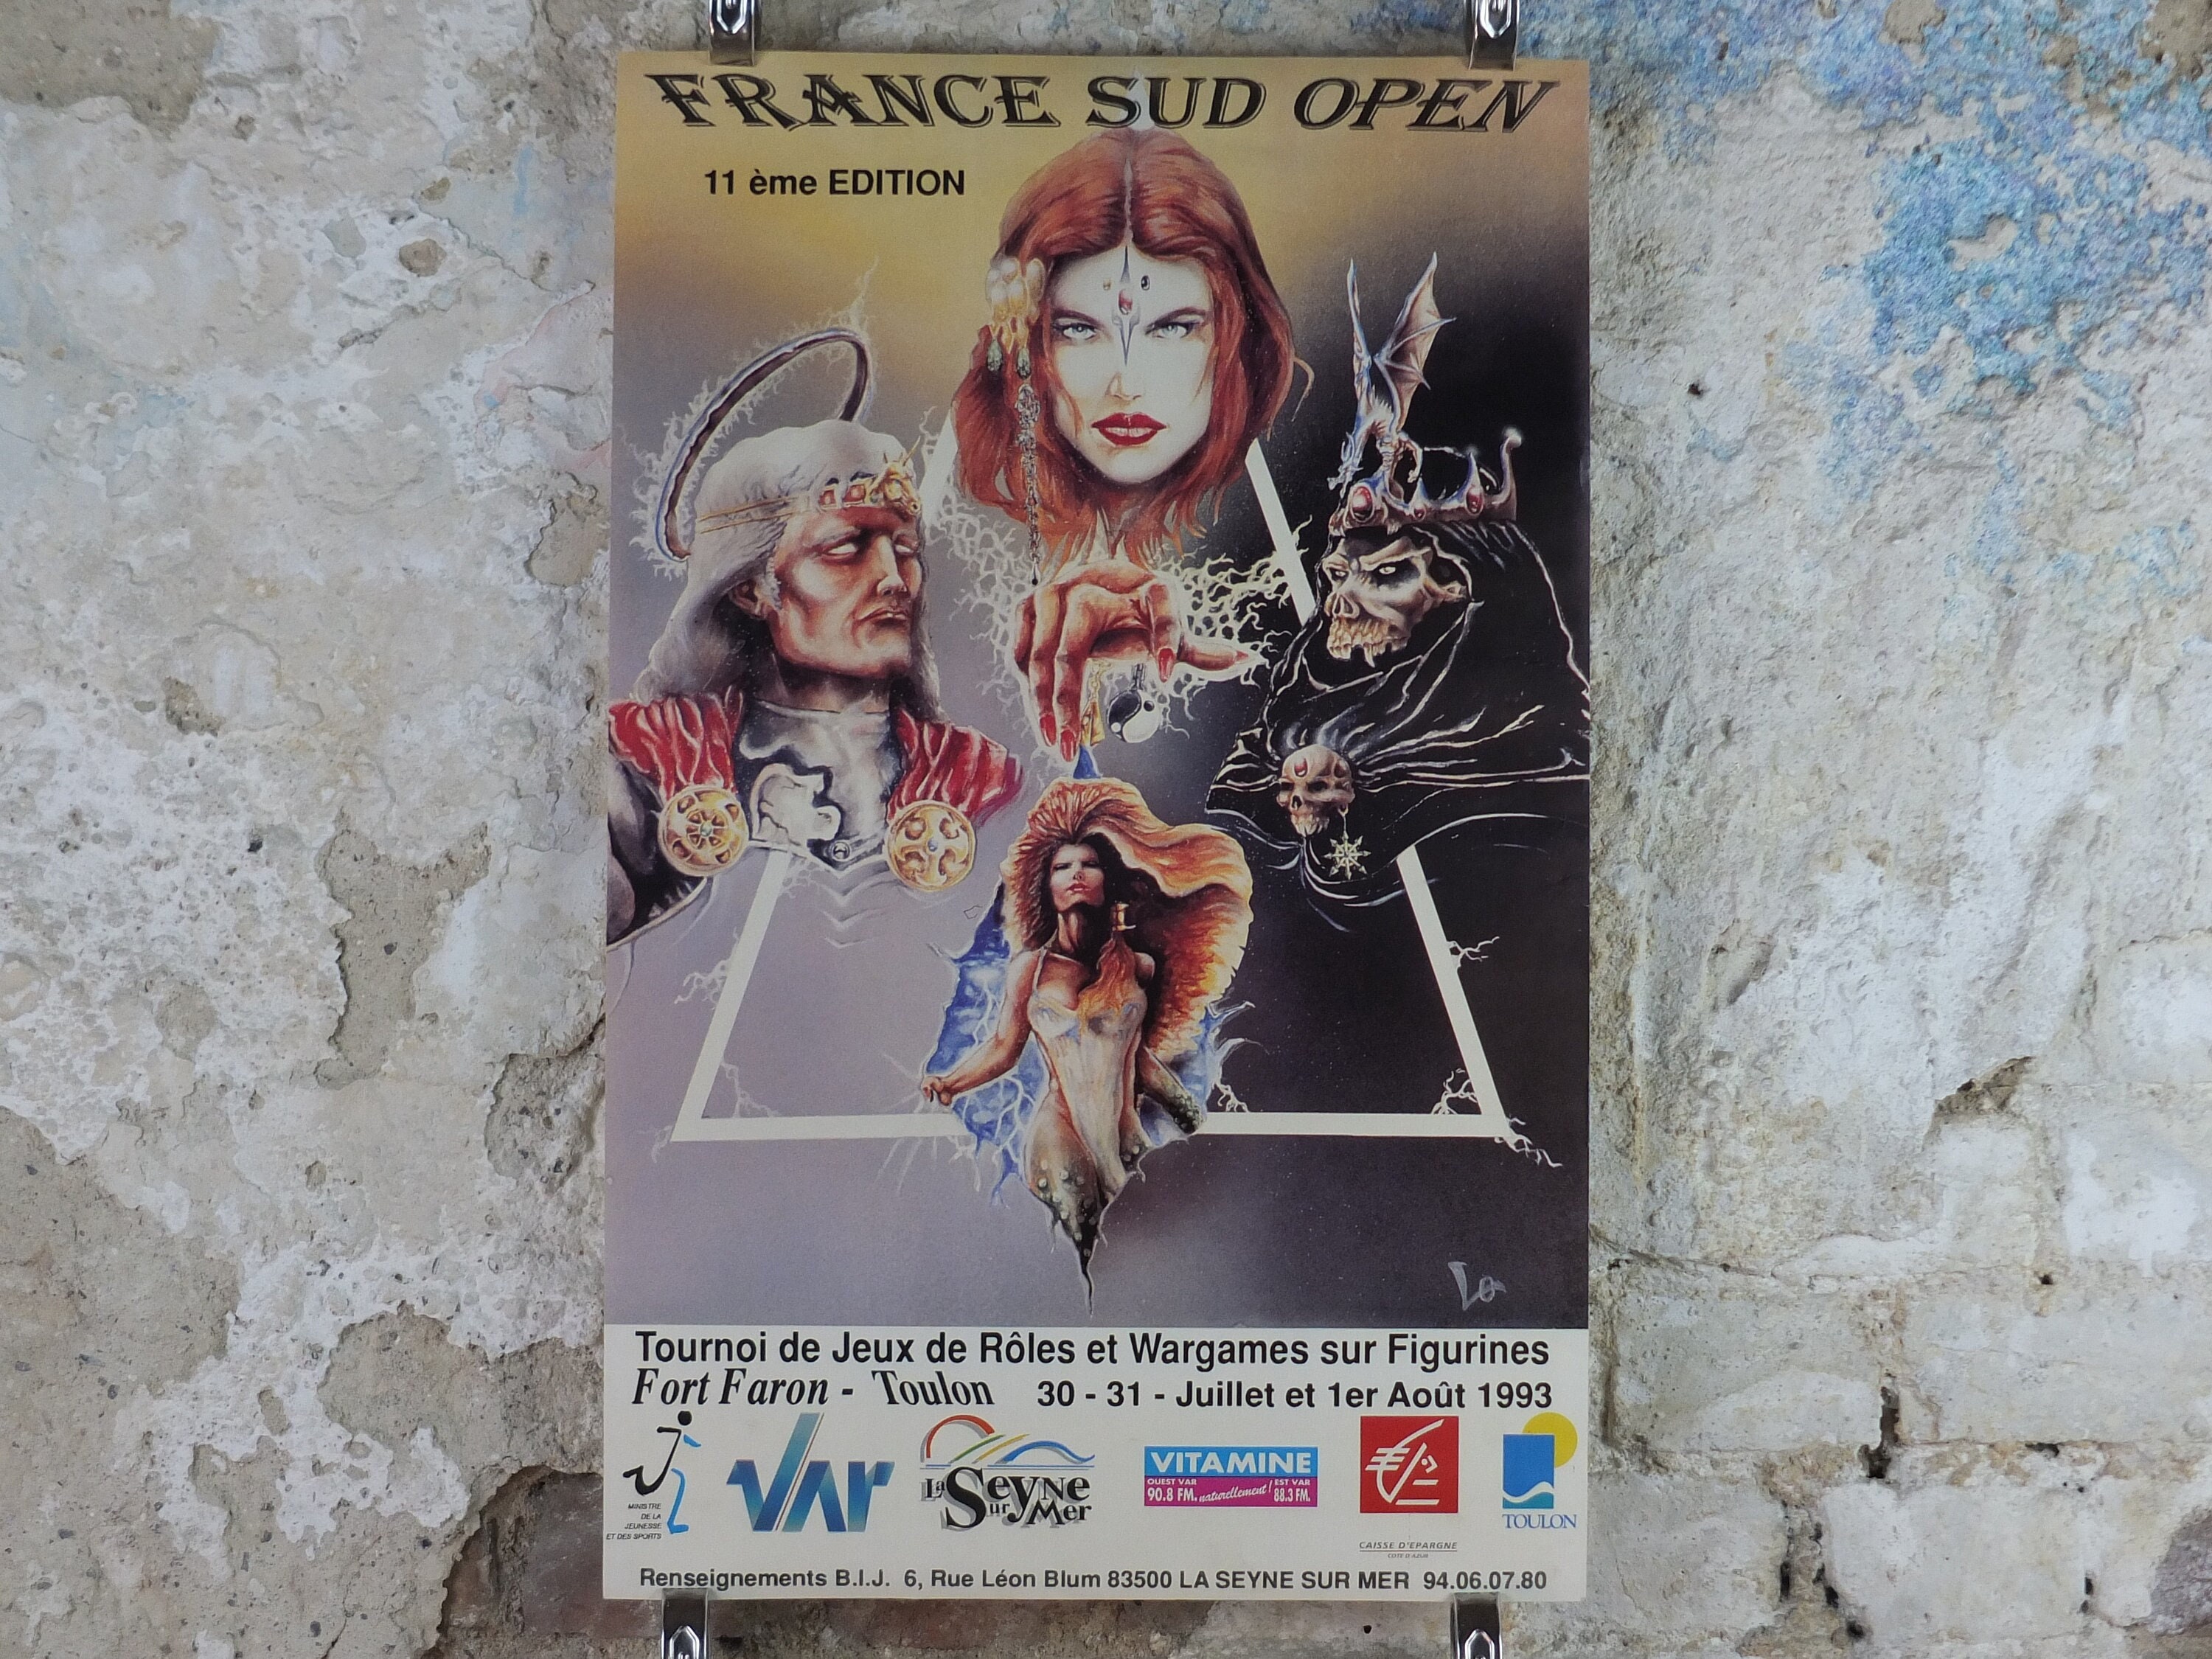 FRANCE SUD OPEN
11 ème EDITION
Lo
Tournoi de Jeux de Rôles et Wargames sur Figurines
Fort Faron - Toulon 30 - 31 - Juillet et 1er Août 1993
MINISTRE
DE LA
JEUNESSE
ET DES SPORTS
VAR
La Seyne
sur Mer
VITAMINE
OUEST VAR
90.8 FM. naturellement ! EST VAR
88.3 FM.
CAISSE D'EPARGNE
COTE D'AZUR
TOULON
Renseignements B.I.J. 6, Rue Léon Blum 83500 LA SEYNE SUR MER 94.06.07.80